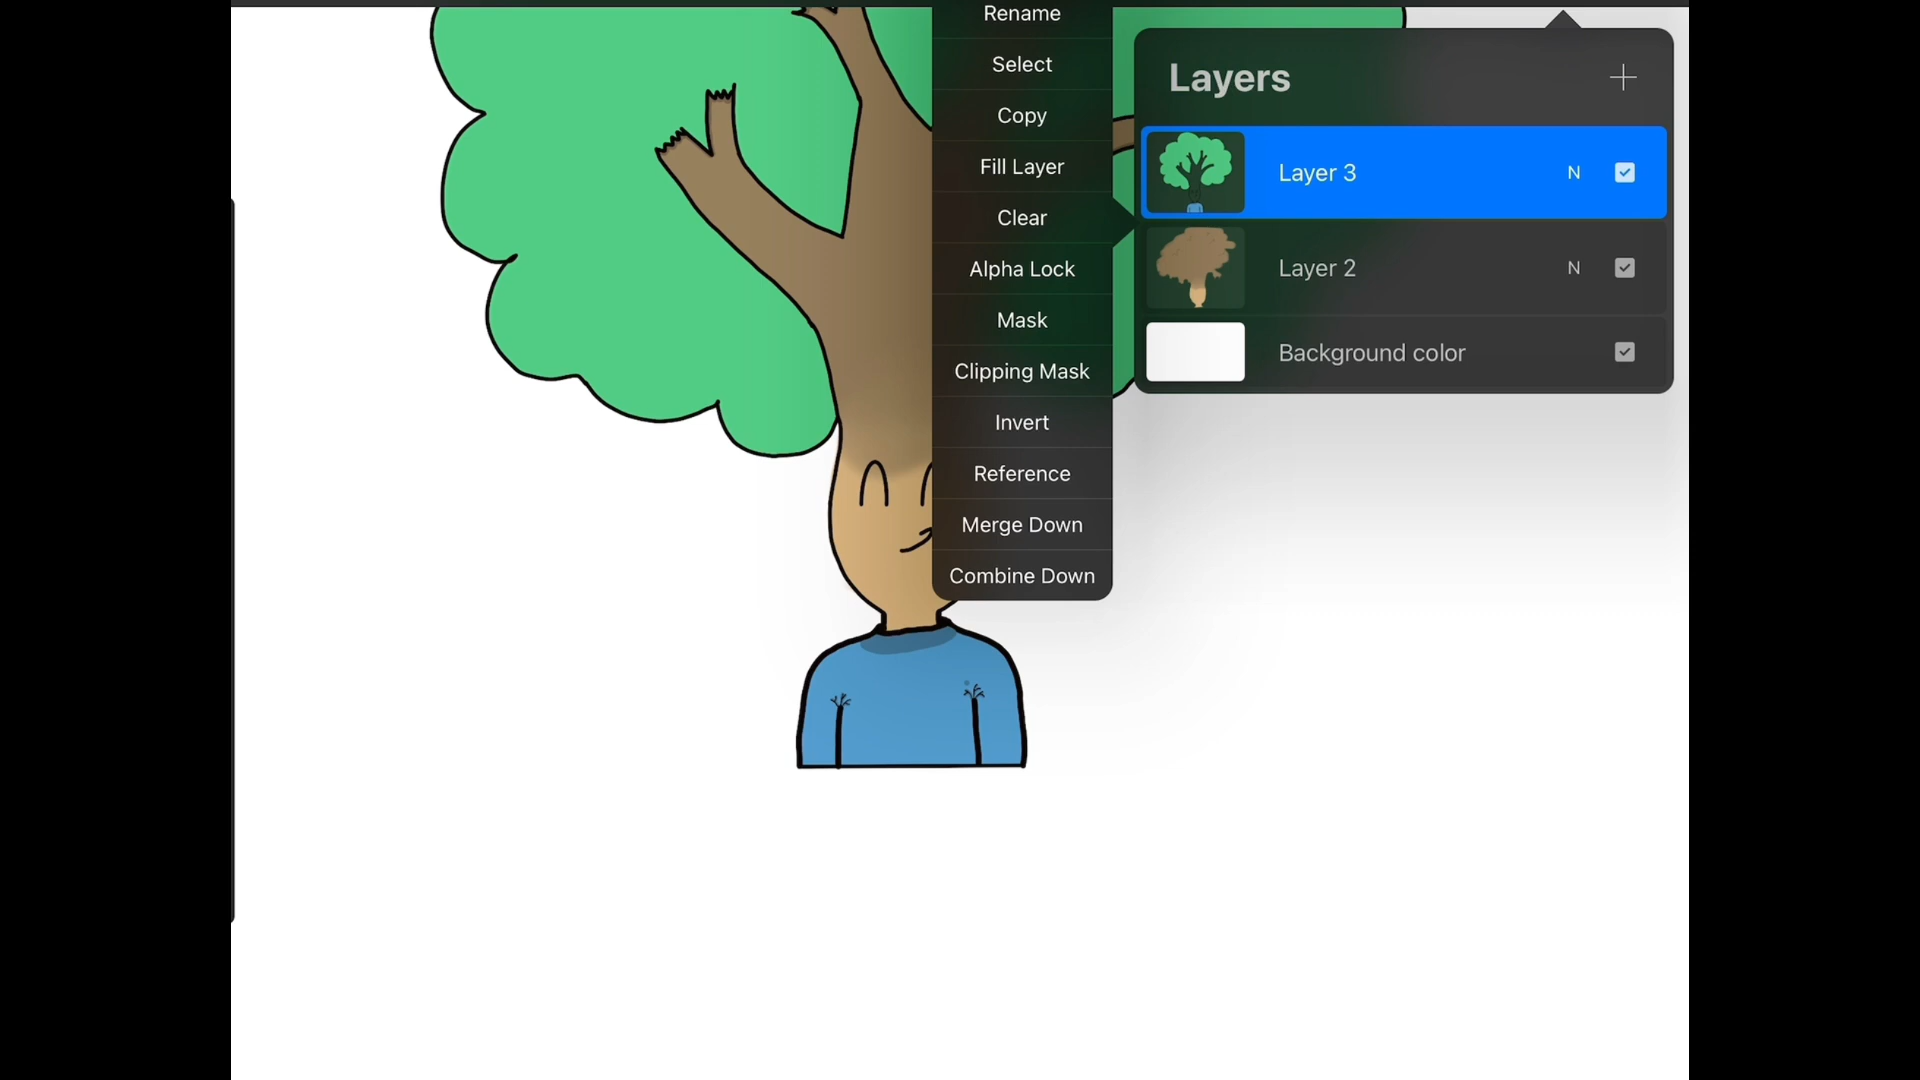 Rename
Select
Copy
Fill Layer
Clear
Alpha Lock
Mask
Clipping Mask
Invert
Reference
Merge Down
Combine Down
Layers
Layer 3 N
Layer 2 N
Background color